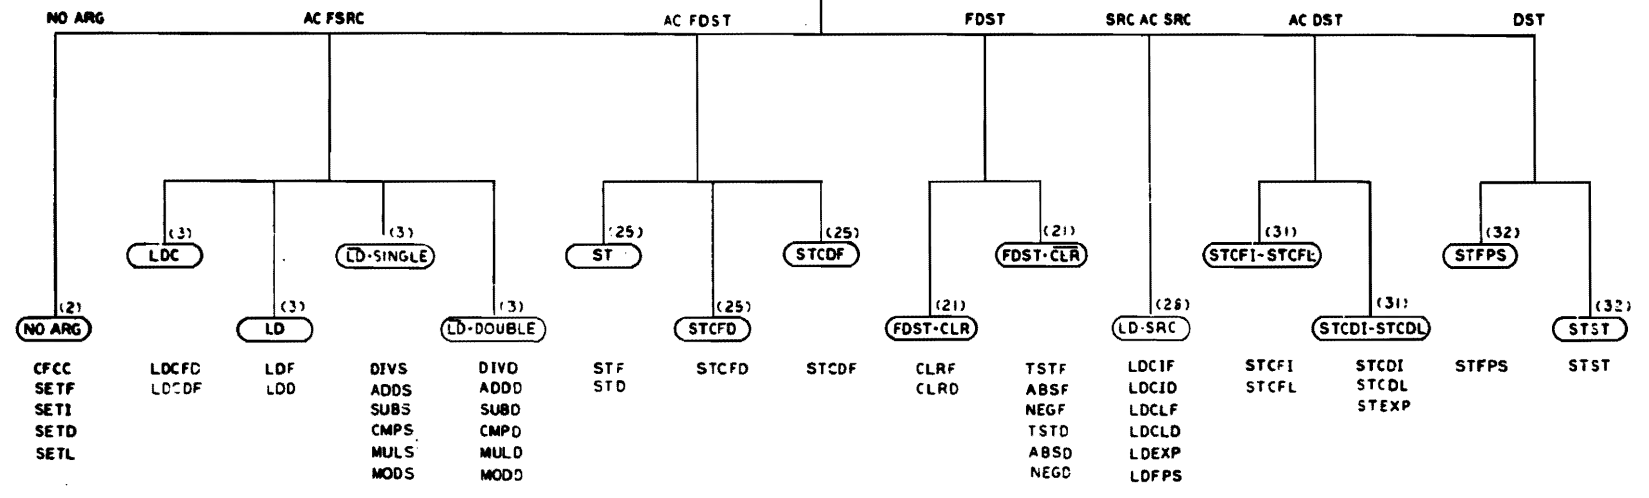 NO ARG AC FSRC AC FDST FDST SRC AC SRC AC DST DST
(3) (3) (25) (25) (21) (31) (32)
LDC L̅D̅·SINGLE ST STCDF FDST·C̅L̅R̅ STCFI-STCFL STFPS
(2) (3) (3) (25) (21) (28) (31) (32)
NO ARG LD L̅D̅·DOUBLE STCFD FDST·CLR LD-SRC STCDI-STCDL STST
CFCC LDCFD LDF DIVS DIVD STF STCFD STCDF CLRF TSTF LDCIF STCFI STCDI STFPS STST
SETF LDCDF LDD ADDS ADDD STD CLRD ABSF LDCID STCFL STCDL
SETI SUBS SUBD NEGF LDCLF STEXP
SETD CMPS CMPD TSTD LDCLD
SETL MULS MULD ABSD LDEXP
MODS MODD NEGD LDFPS